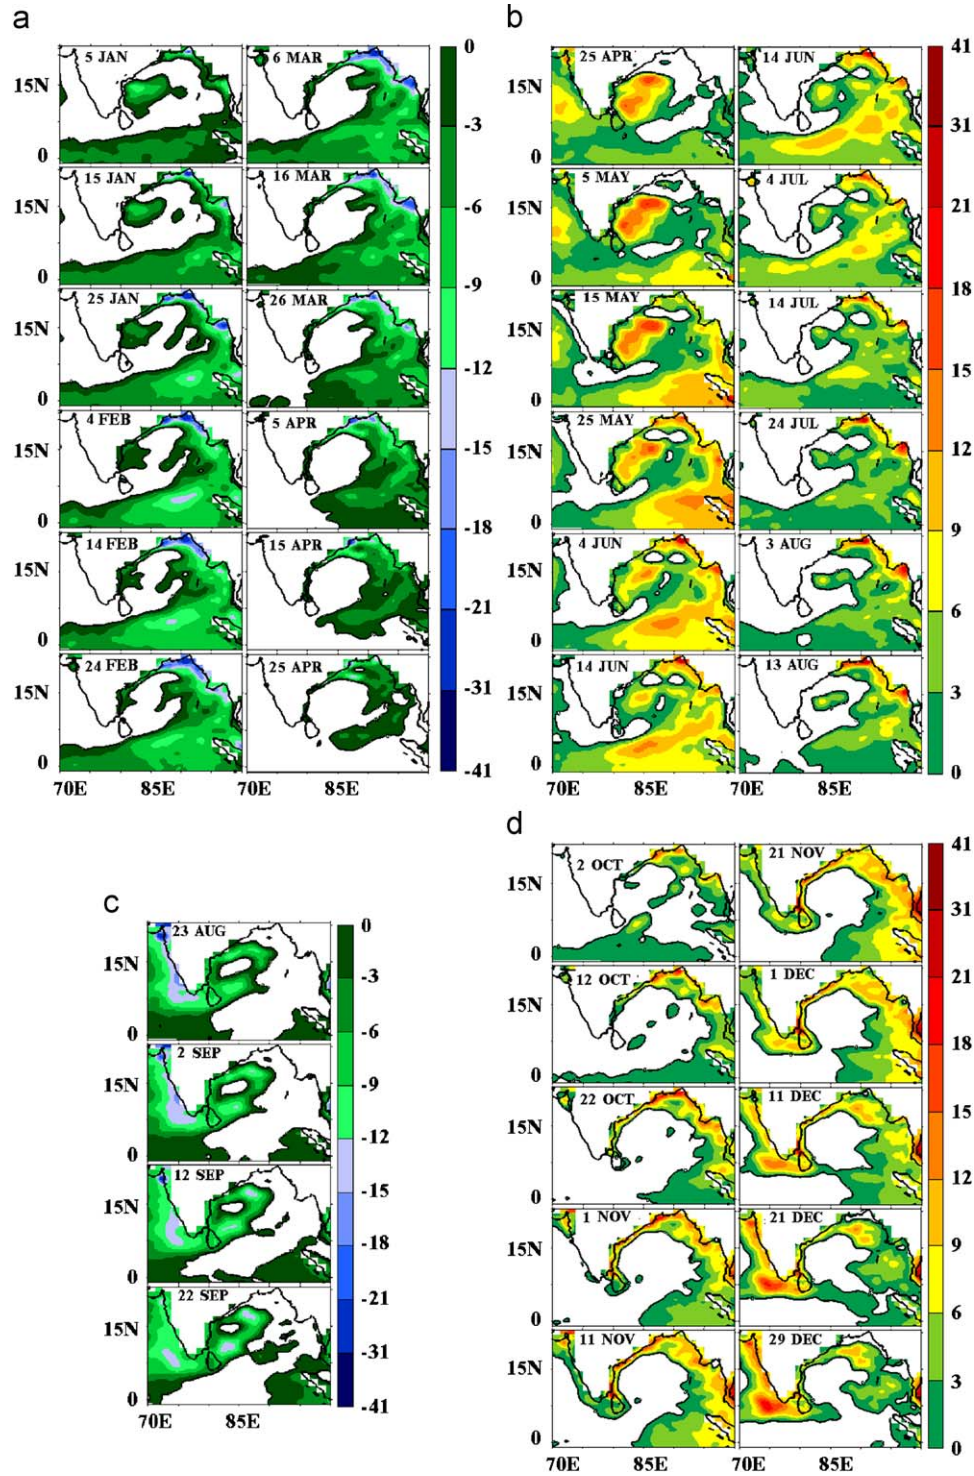 a
5 JAN
6 MAR
15N
0
15 JAN
16 MAR
15N
0
25 JAN
26 MAR
15N
0
4 FEB
5 APR
15N
0
14 FEB
15 APR
15N
0
24 FEB
25 APR
15N
0
70E 85E 70E 85E
0
-3
-6
-9
-12
-15
-18
-21
-31
-41
b
25 APR
14 JUN
15N
0
5 MAY
4 JUL
15N
0
15 MAY
14 JUL
15N
0
25 MAY
24 JUL
15N
0
4 JUN
3 AUG
15N
0
14 JUN
13 AUG
15N
0
70E 85E 70E 85E
41
31
21
18
15
12
9
6
3
0
c
23 AUG
15N
0
2 SEP
15N
0
12 SEP
15N
0
22 SEP
15N
0
70E 85E
0
-3
-6
-9
-12
-15
-18
-21
-31
-41
d
2 OCT
21 NOV
15N
0
12 OCT
1 DEC
15N
0
22 OCT
11 DEC
15N
0
1 NOV
21 DEC
15N
0
11 NOV
29 DEC
15N
0
70E 85E 70E 85E
41
31
21
18
15
12
9
6
3
0